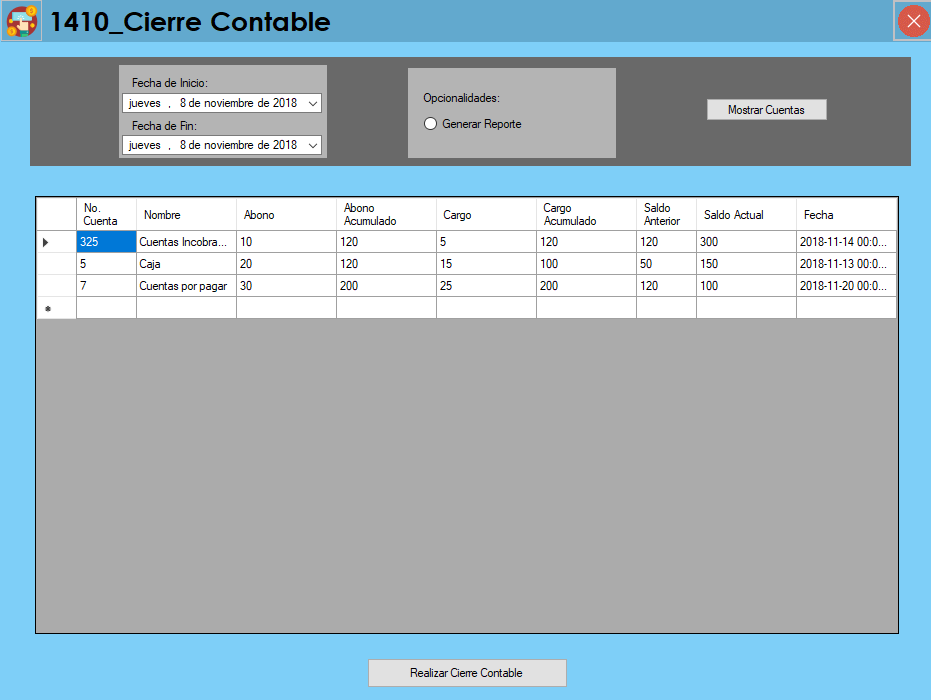 1410_Cierre Contable
Fecha de Inicio:
jueves , 8 de noviembre de 2018
Fecha de Fin:
jueves , 8 de noviembre de 2018
Opcionalidades:
Generar Reporte
Mostrar Cuentas
No. Cuenta Nombre Abono Abono Acumulado Cargo Cargo Acumulado Saldo Anterior Saldo Actual Fecha
325 Cuentas Incobra... 10 120 5 120 120 300 2018-11-14 00:0...
5 Caja 20 120 15 100 50 150 2018-11-13 00:0...
7 Cuentas por pagar 30 200 25 200 120 100 2018-11-20 00:0...
Realizar Cierre Contable